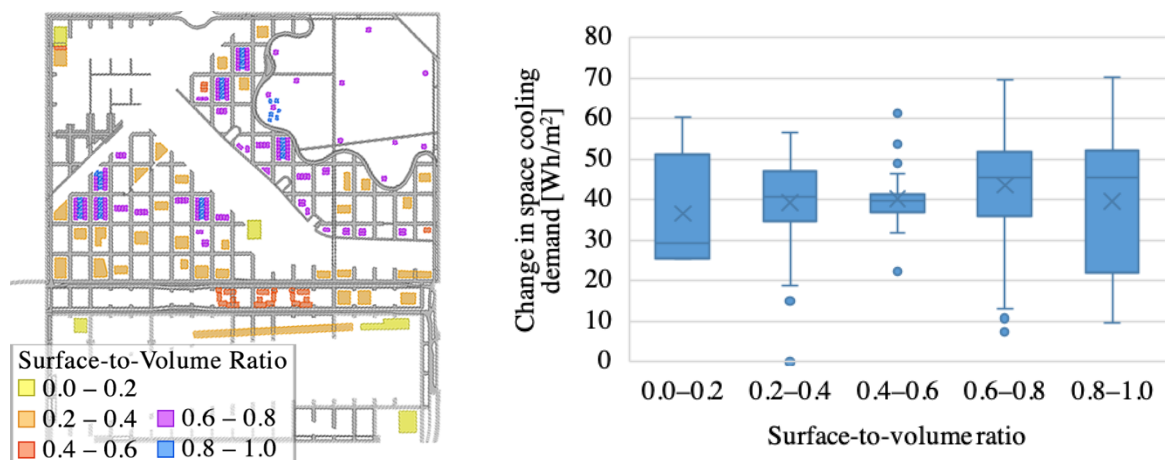 Surface-to-Volume Ratio
0.0 – 0.2
0.2 – 0.4
0.6 – 0.8
0.4 – 0.6
0.8 – 1.0
Change in space cooling
demand [Wh/m²]
80
70
60
50
40
30
20
10
0
0.0–0.2 0.2–0.4 0.4–0.6 0.6–0.8 0.8–1.0
Surface-to-volume ratio